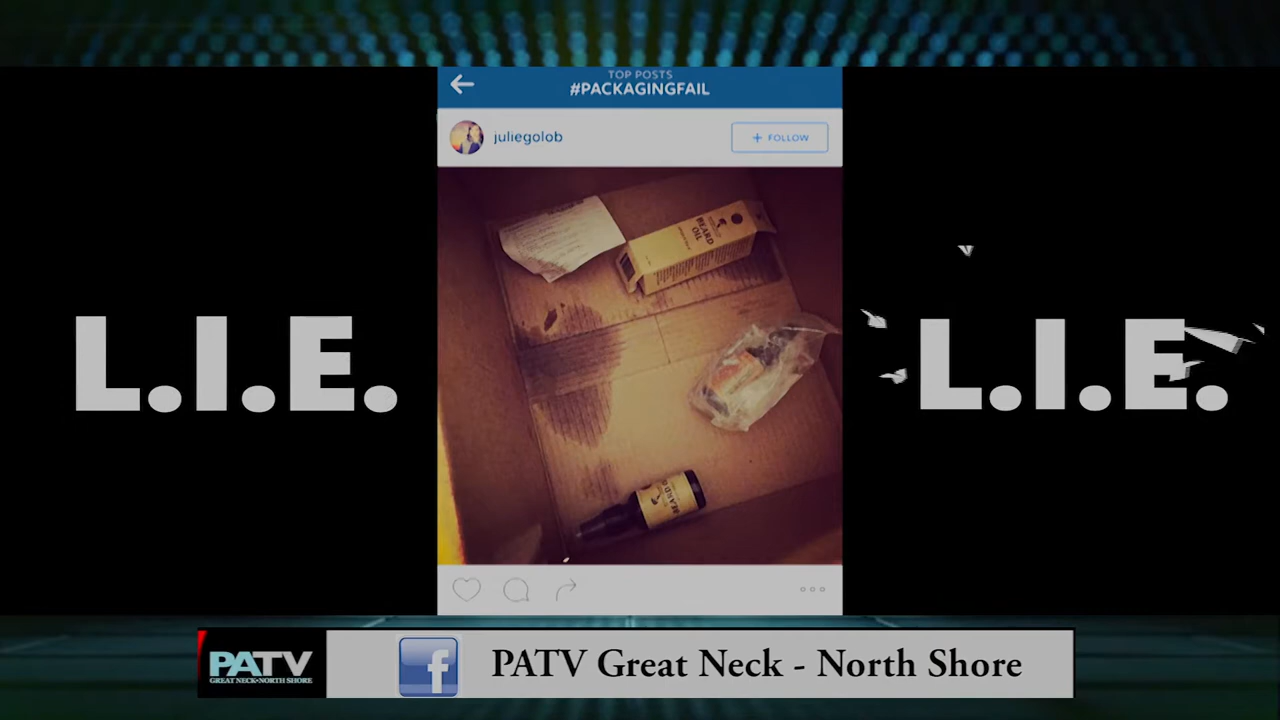 TOP POSTS
#PACKAGINGFAIL
juliegolob
+ FOLLOW
BEARD
OIL
L.I.E.
L.I.E.
PATV
GREAT NECK•NORTH SHORE
f
PATV Great Neck - North Shore